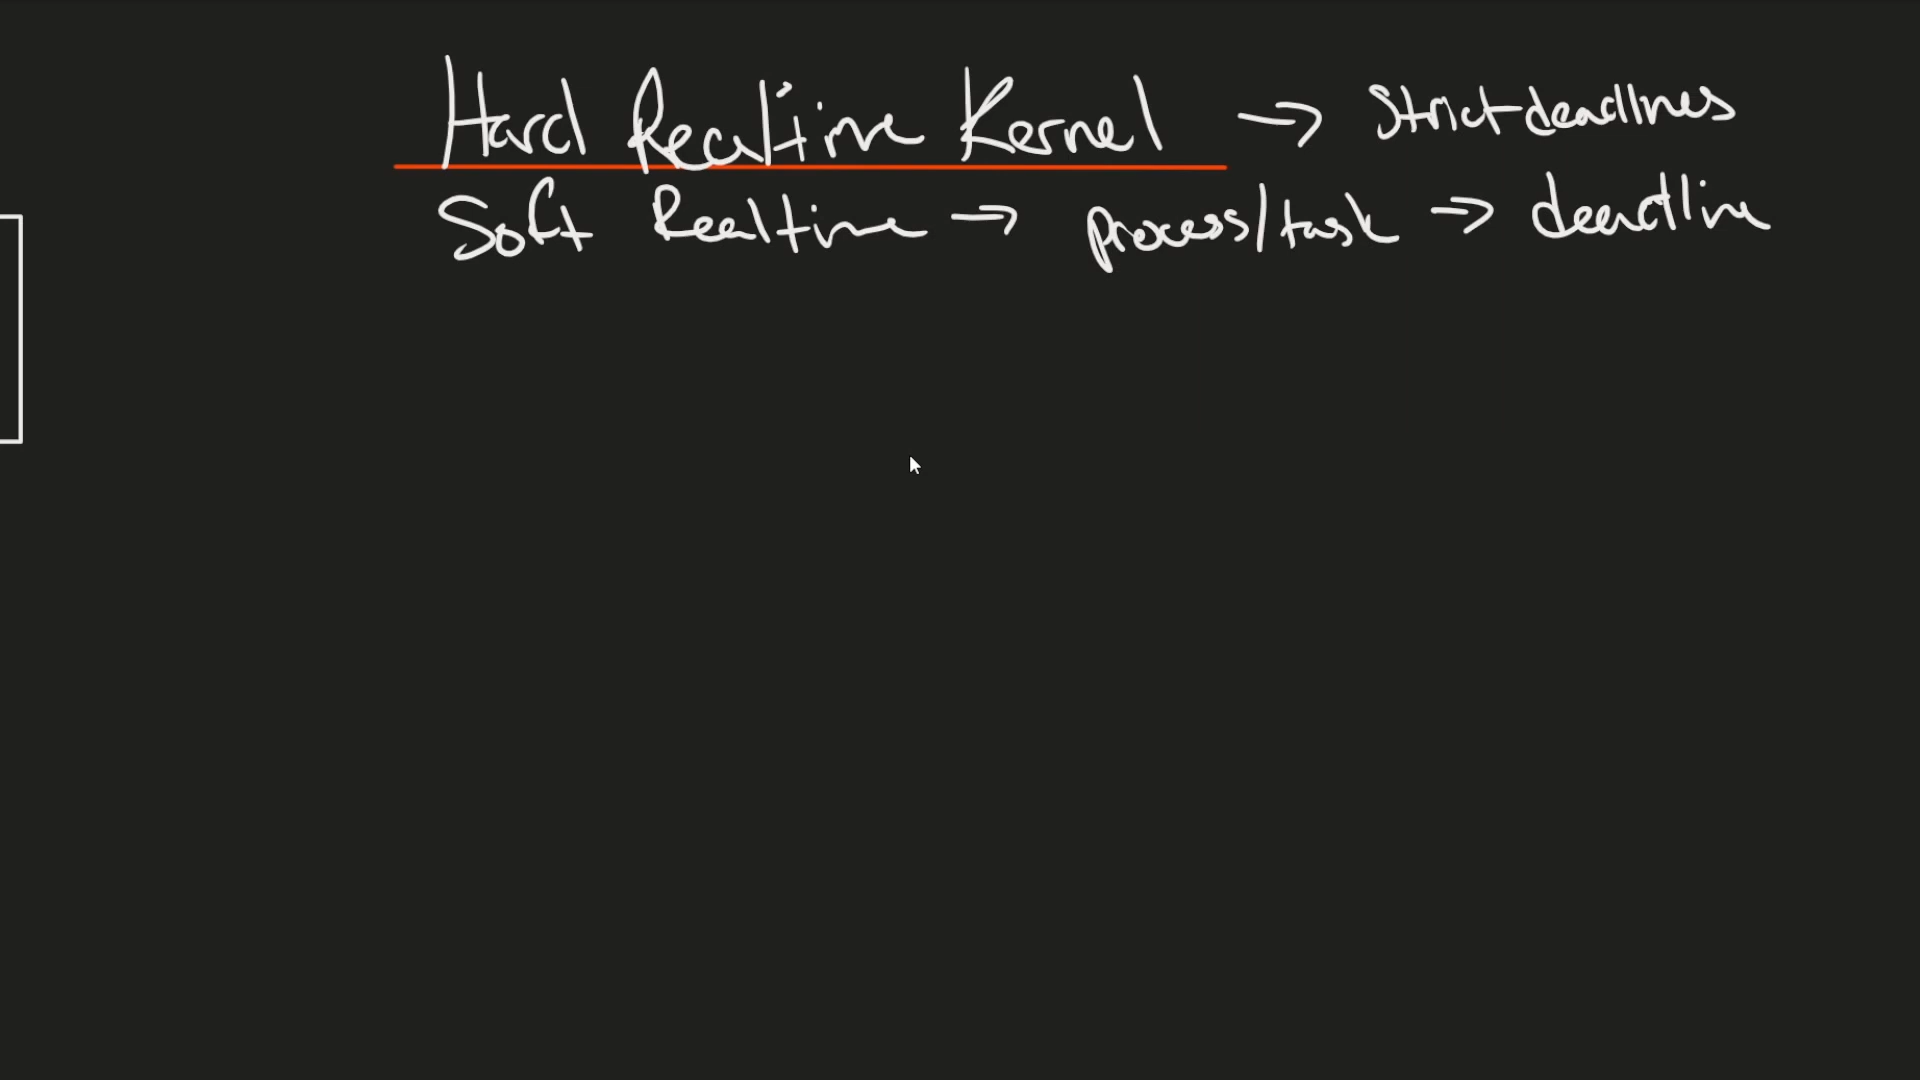 Hard Realtime Kernel → Strict deadlines
Soft Realtime → process/task → deadline